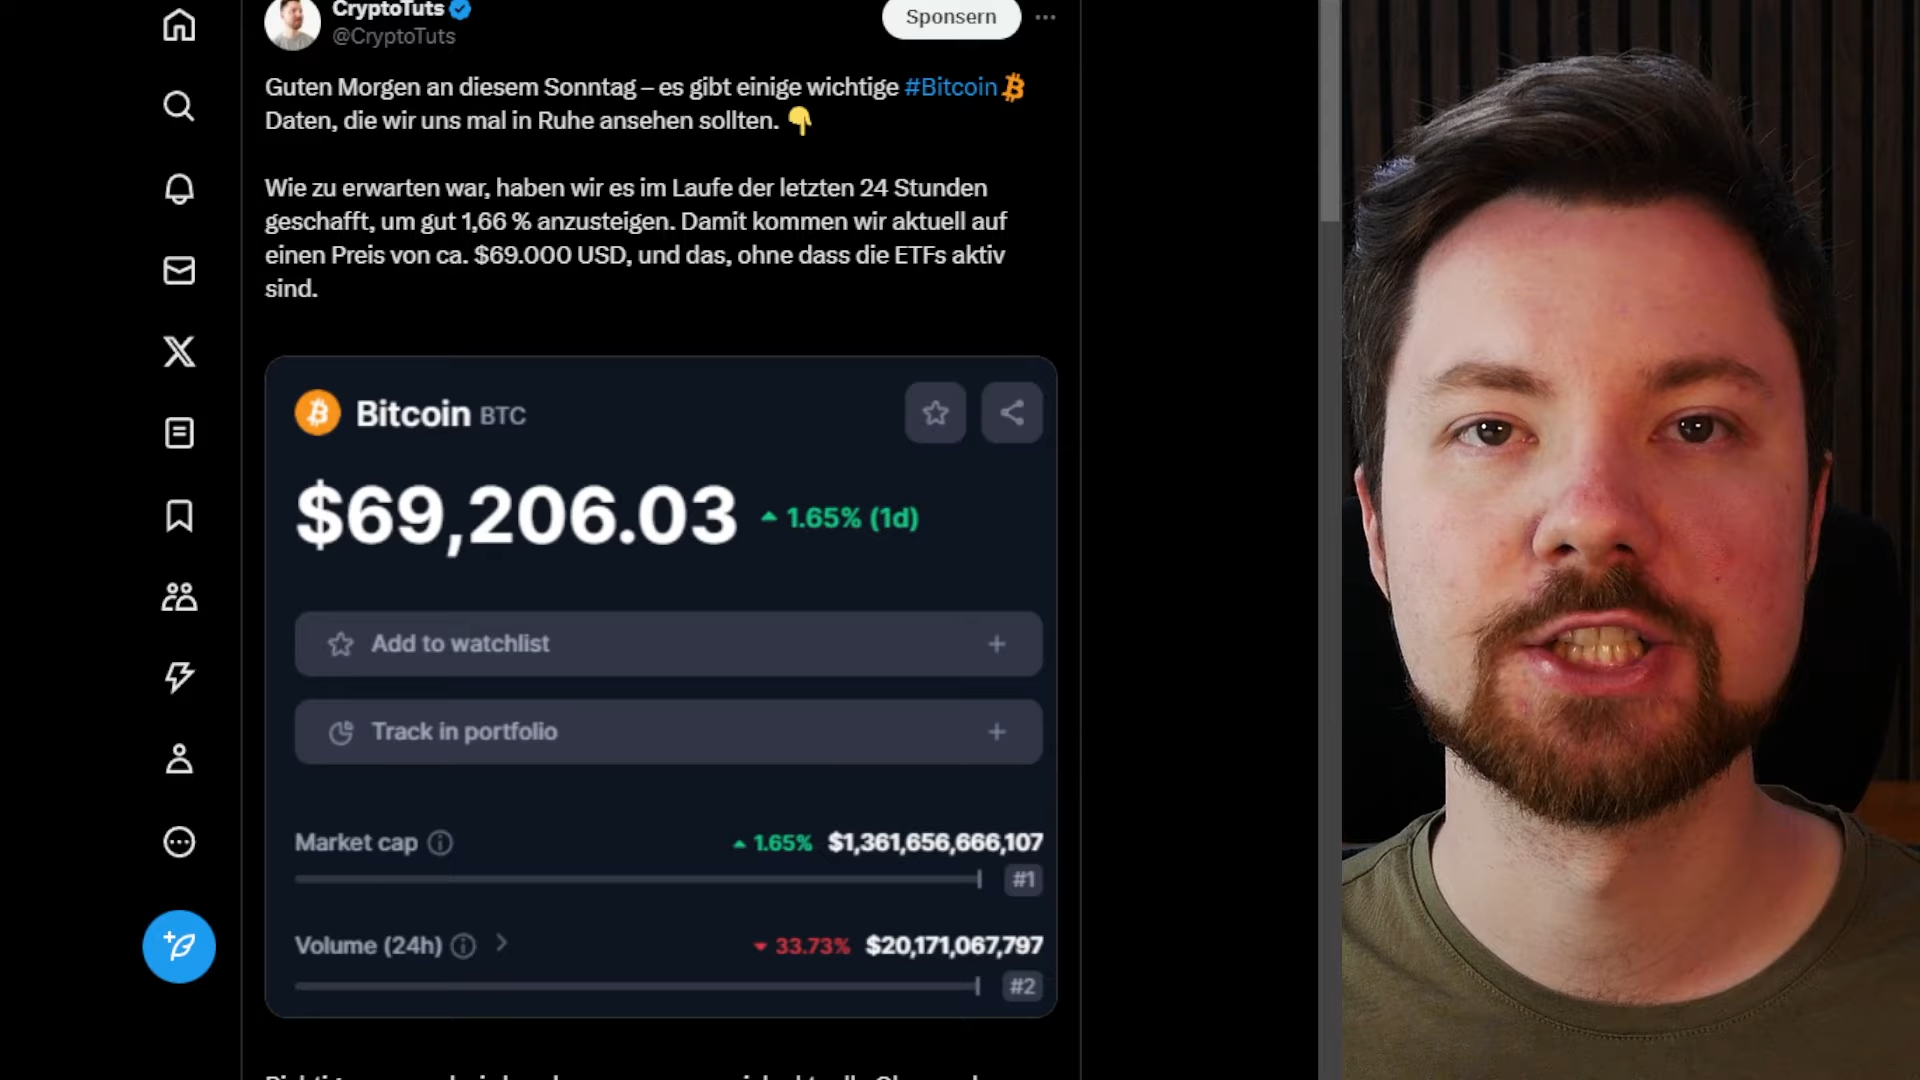 CryptoTuts
@CryptoTuts
Sponsern
Guten Morgen an diesem Sonntag – es gibt einige wichtige #Bitcoin
Daten, die wir uns mal in Ruhe ansehen sollten. 👇
Wie zu erwarten war, haben wir es im Laufe der letzten 24 Stunden
geschafft, um gut 1,66 % anzusteigen. Damit kommen wir aktuell auf
einen Preis von ca. $69.000 USD, und das, ohne dass die ETFs aktiv
sind.
Bitcoin BTC
$69,206.03 1.65% (1d)
Add to watchlist +
Track in portfolio +
Market cap 1.65% $1,361,656,666,107
#1
Volume (24h) 33.73% $20,171,067,797
#2